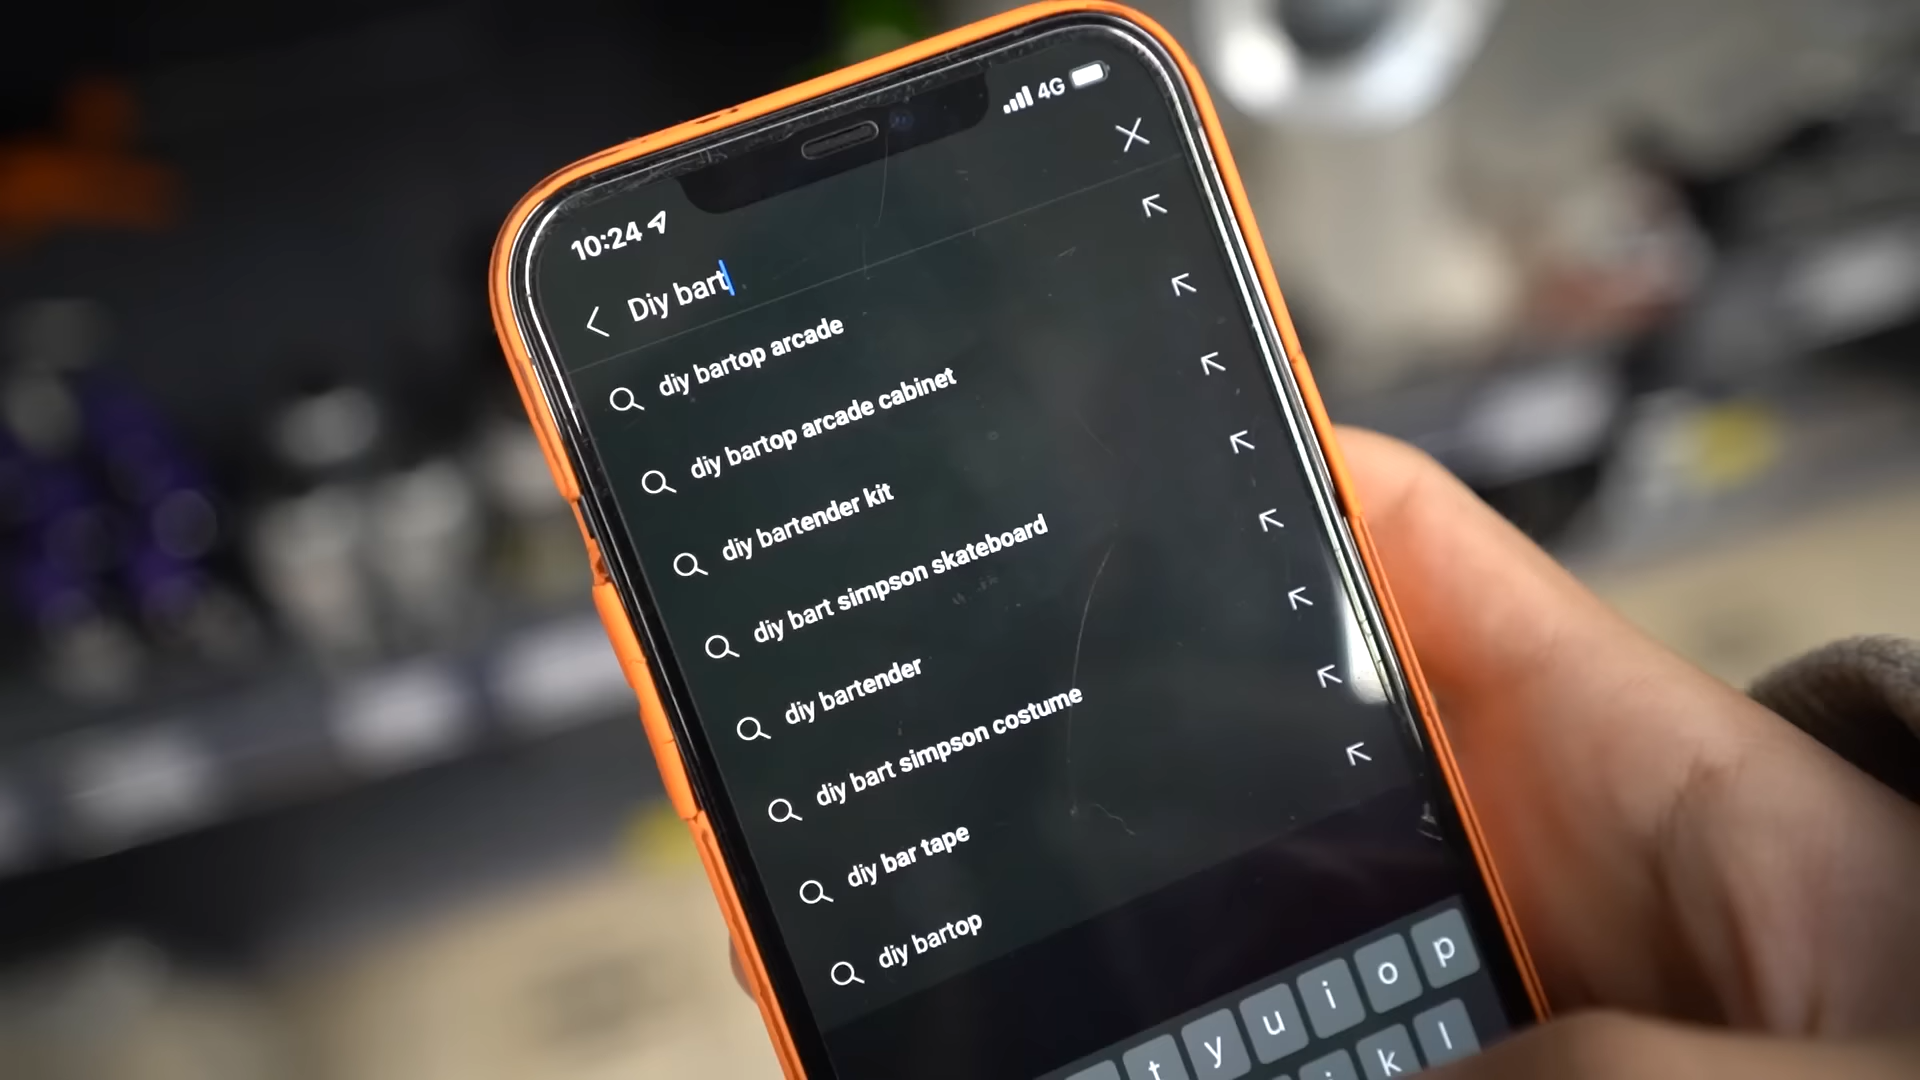 10:24
4G
Diy bart
diy bartop arcade
diy bartop arcade cabinet
diy bartender kit
diy bart simpson skateboard
diy bartender
diy bart simpson costume
diy bar tape
diy bartop
t y u i o p
k l